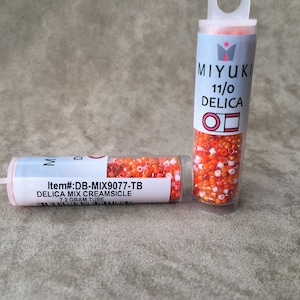 MIYUKI
11/0
DELICA
M
D
Item#:DB-MIX9077-TB
DELICA MIX CREAMSICLE
7.2 GRAM TUBE